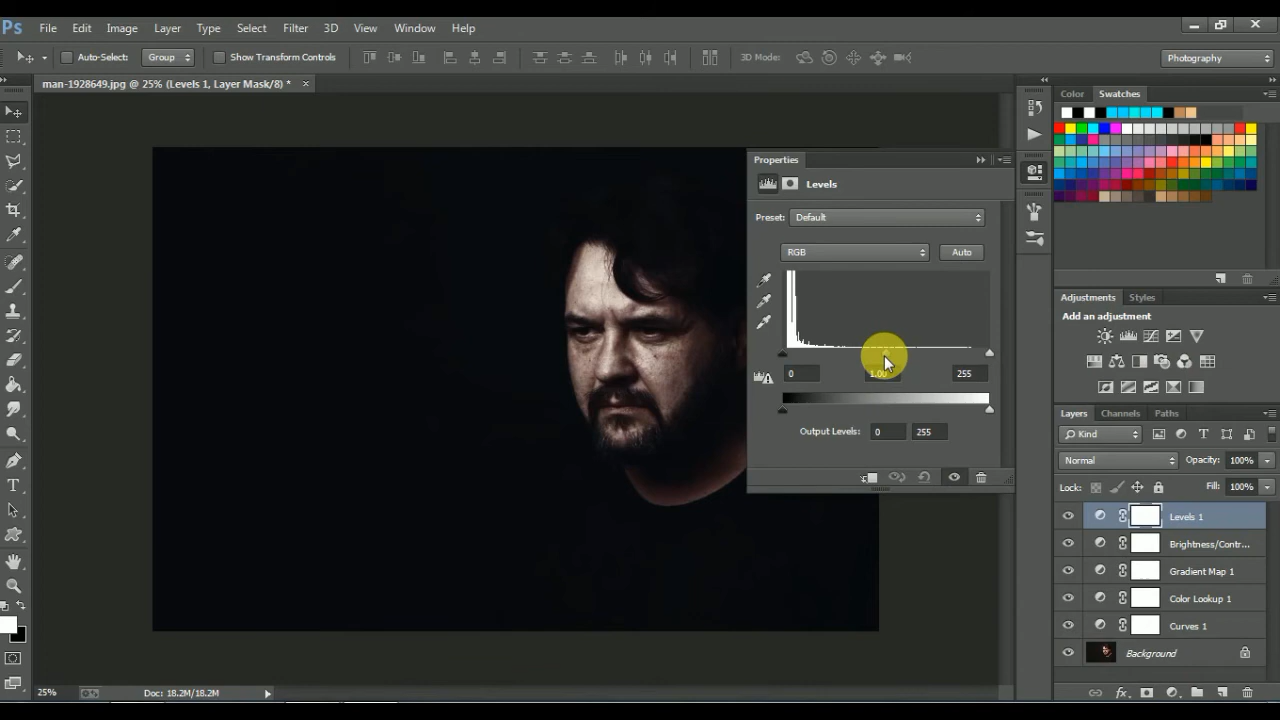 Ps File Edit Image Layer Type Select Filter 3D View Window Help
Auto-Select: Group Show Transform Controls 3D Mode: Photography
man-1928649.jpg @ 25% (Levels 1, Layer Mask/8) *
Color Swatches
Properties
Levels
Preset: Default
RGB Auto
0 1.00 255
Output Levels: 0 255
Adjustments Styles
Add an adjustment
Layers Channels Paths
Kind
Normal Opacity: 100%
Lock: Fill: 100%
Levels 1
Brightness/Contr...
Gradient Map 1
Color Lookup 1
Curves 1
Background
25% Doc: 18.2M/18.2M